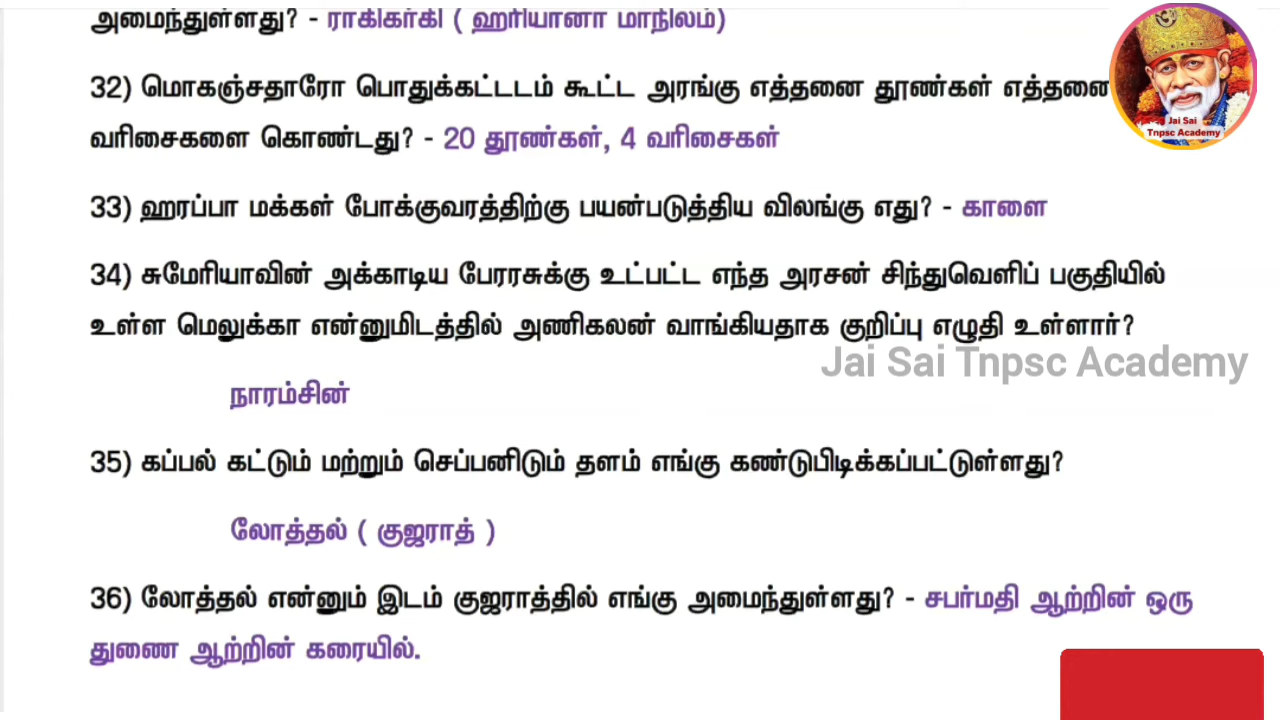 அமைந்துள்ளது? - ராகிகர்கி ( ஹரியானா மாநிலம்)
32) மொகஞ்சதாரோ பொதுக்கட்டடம் கூட்ட அரங்கு எத்தனை தூண்கள் எத்தனை
வரிசைகளை கொண்டது? - 20 தூண்கள், 4 வரிசைகள்
Jai Sai
Tnpsc Academy
33) ஹரப்பா மக்கள் போக்குவரத்திற்கு பயன்படுத்திய விலங்கு எது? - காளை
34) சுமேரியாவின் அக்காடிய பேரரசுக்கு உட்பட்ட எந்த அரசன் சிந்துவெளிப் பகுதியில்
உள்ள மெலுக்கா என்னுமிடத்தில் அணிகலன் வாங்கியதாக குறிப்பு எழுதி உள்ளார்?
Jai Sai Tnpsc Academy
நாரம்சின்
35) கப்பல் கட்டும் மற்றும் செப்பனிடும் தளம் எங்கு கண்டுபிடிக்கப்பட்டுள்ளது?
லோத்தல் ( குஜராத் )
36) லோத்தல் என்னும் இடம் குஜராத்தில் எங்கு அமைந்துள்ளது? - சபர்மதி ஆற்றின் ஒரு
துணை ஆற்றின் கரையில்.